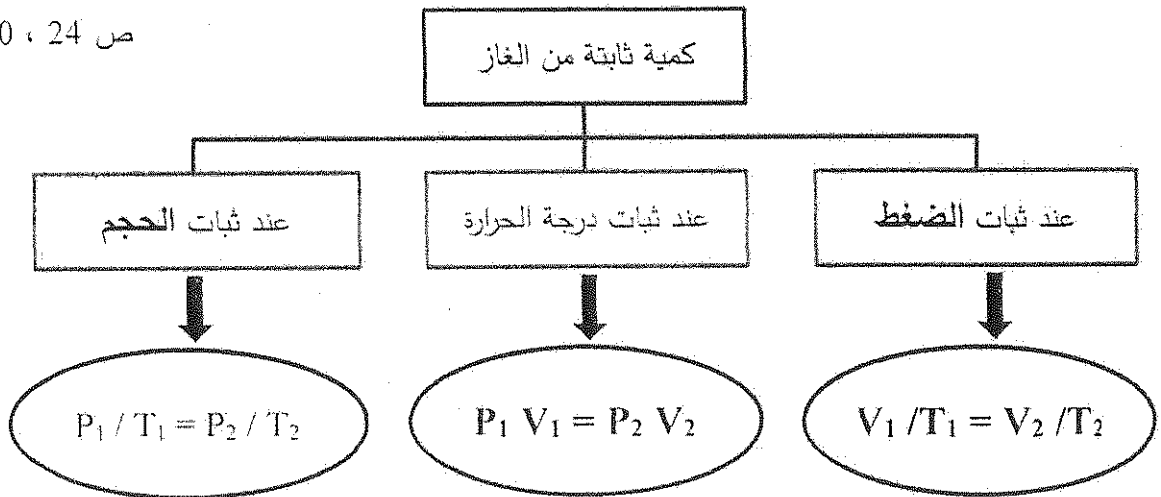 ص 24 ، 0
كمية ثابتة من الغاز
عند ثبات الضغط
عند ثبات درجة الحرارة
عند ثبات الحجم
V₁ /T₁ = V₂ /T₂
P₁ V₁ = P₂ V₂
P₁ / T₁ = P₂ / T₂